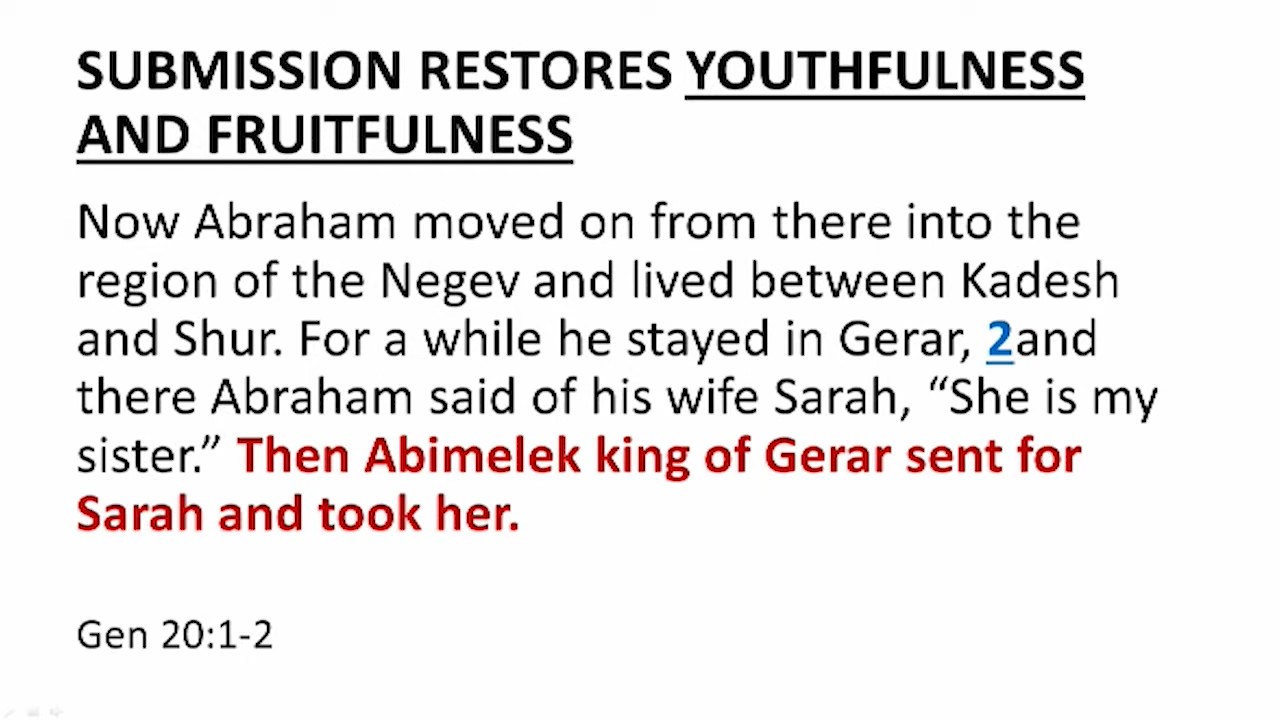 SUBMISSION RESTORES YOUTHFULNESS
AND FRUITFULNESS
Now Abraham moved on from there into the
region of the Negev and lived between Kadesh
and Shur. For a while he stayed in Gerar, 2and
there Abraham said of his wife Sarah, “She is my
sister.” Then Abimelek king of Gerar sent for
Sarah and took her.
Gen 20:1-2